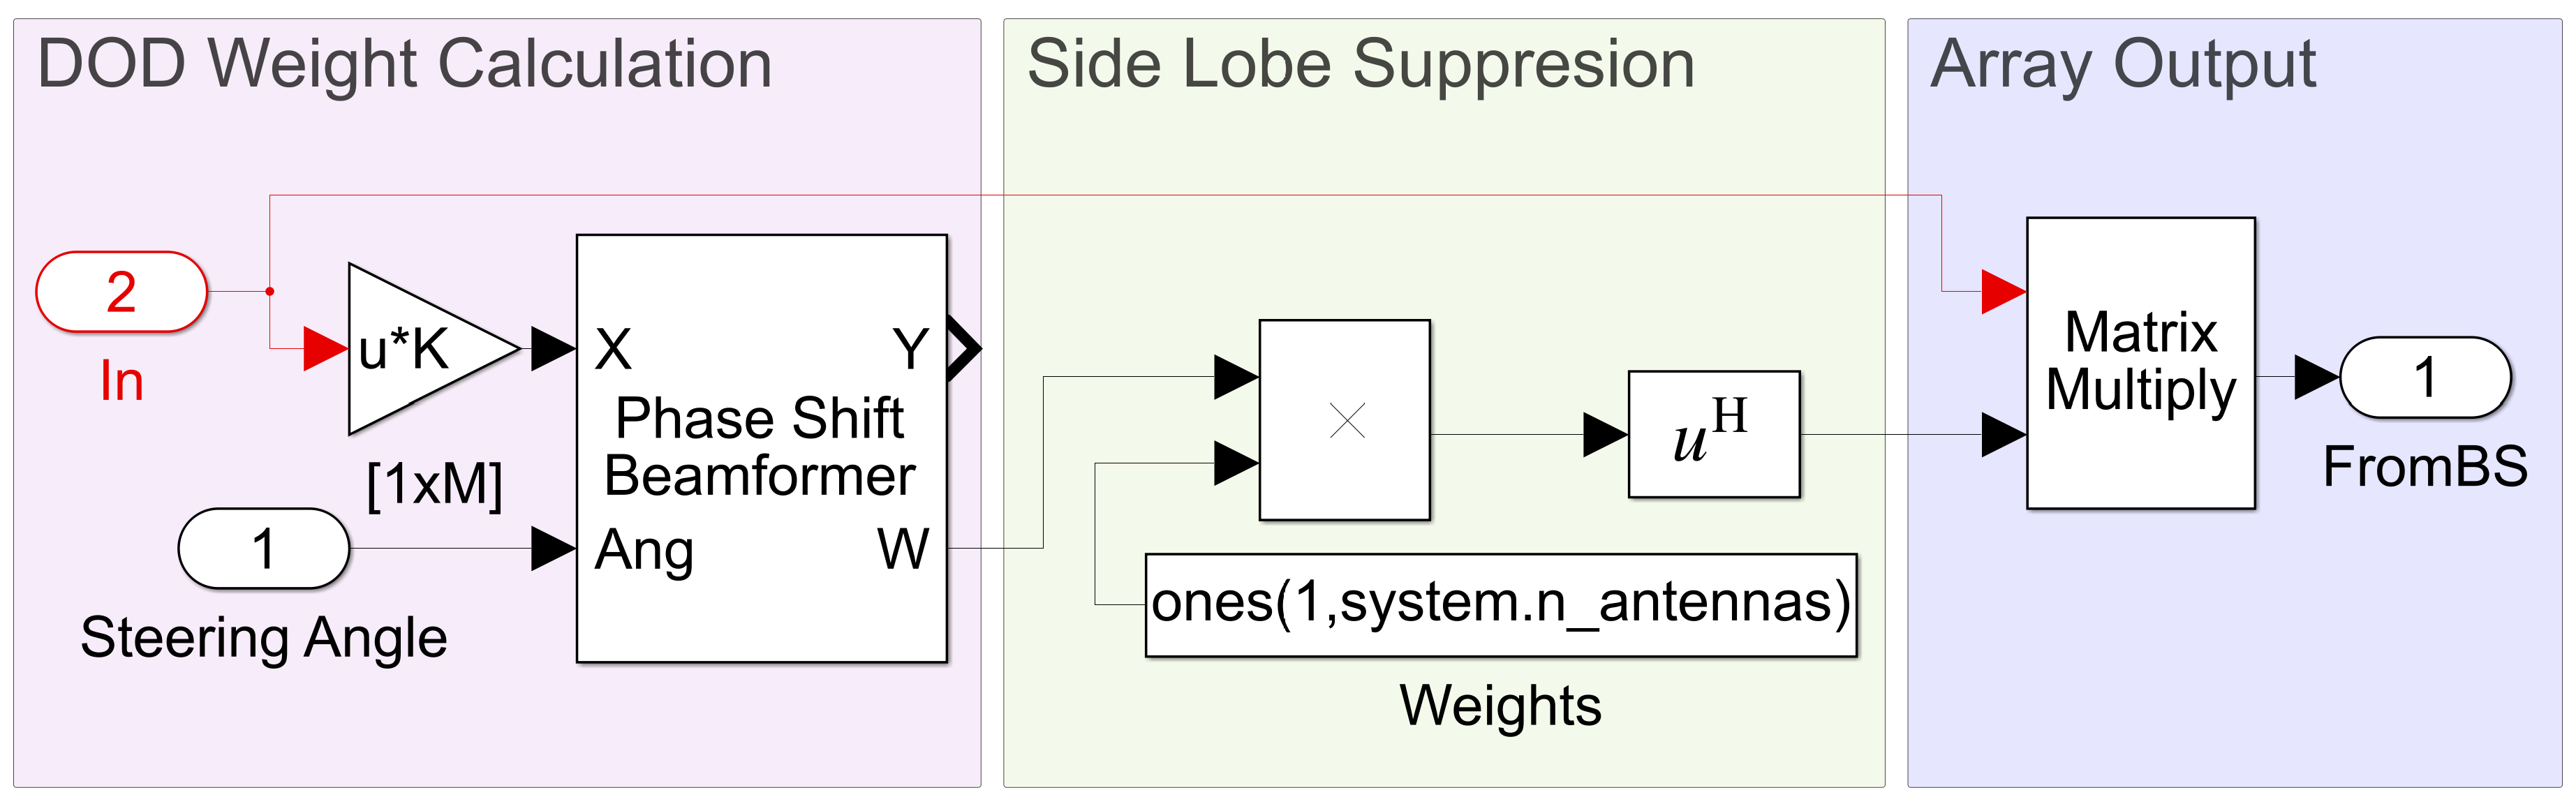 DOD Weight Calculation
2
In
u*K
[1xM]
1
Steering Angle
X
Y
Phase Shift
Beamformer
Ang
W
Side Lobe Suppresion
×
u^H
ones(1,system.n_antennas)
Weights
Array Output
Matrix
Multiply
1
FromBS